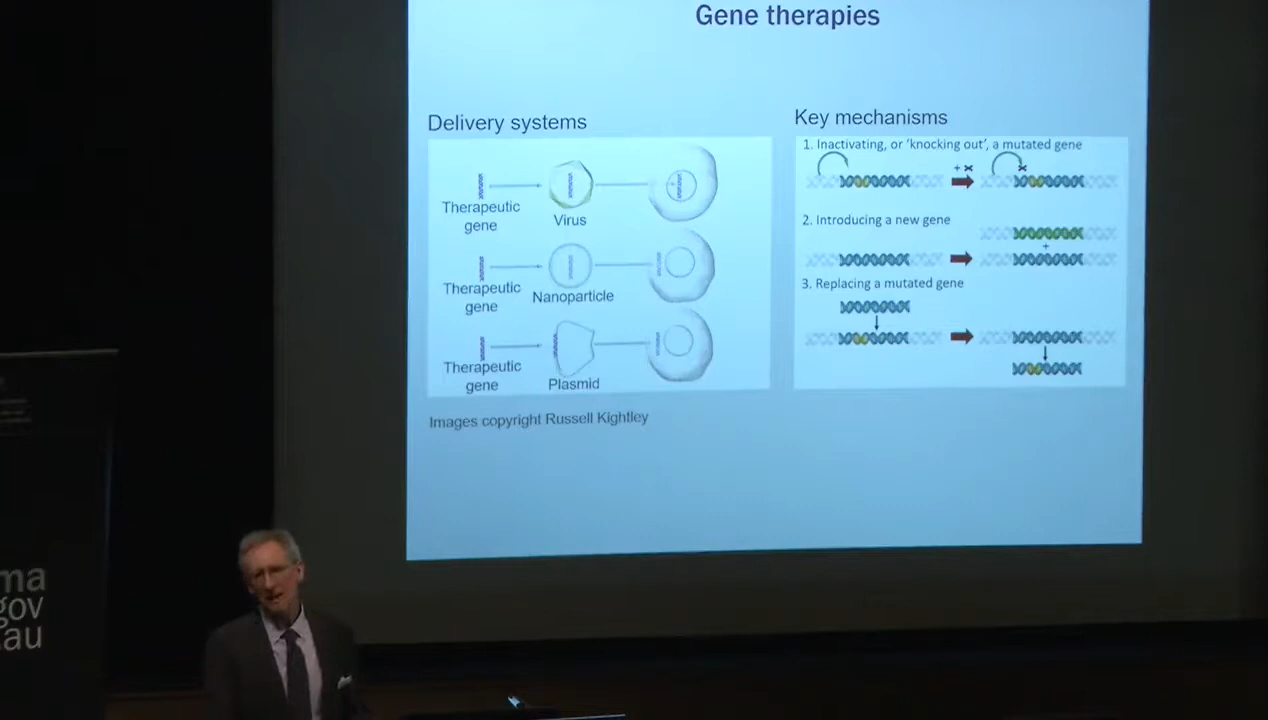 Gene therapies
Delivery systems
Therapeutic
gene
Virus
Therapeutic
gene
Nanoparticle
Therapeutic
gene
Plasmid
Images copyright Russell Kightley
Key mechanisms
1. Inactivating, or ‘knocking out’, a mutated gene
+ x
x
2. Introducing a new gene
+
3. Replacing a mutated gene
ma
gov
.au